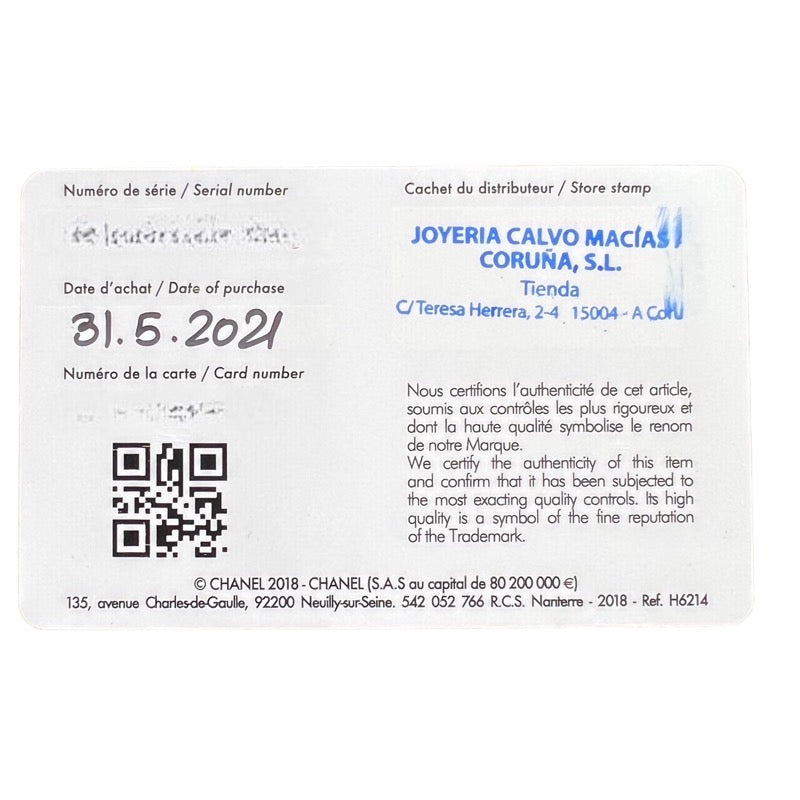 Numéro de série / Serial number
Date d'achat / Date of purchase
31.5.2021
Numéro de la carte / Card number
Cachet du distributeur / Store stamp
JOYERIA CALVO MACÍAS
CORUÑA, S.L.
Tienda
C/ Teresa Herrera, 2-4 15004 - A Coru
Nous certifions l'authenticité de cet article,
soumis aux contrôles les plus rigoureux et
dont la haute qualité symbolise le renom
de notre Marque.
We certify the authenticity of this item
and confirm that it has been subjected to
the most exacting quality controls. Its high
quality is a symbol of the fine reputation
of the Trademark.
© CHANEL 2018 - CHANEL (S.A.S au capital de 80 200 000 €)
135, avenue Charles-de-Gaulle, 92200 Neuilly-sur-Seine. 542 052 766 R.C.S. Nanterre - 2018 - Ref. H6214